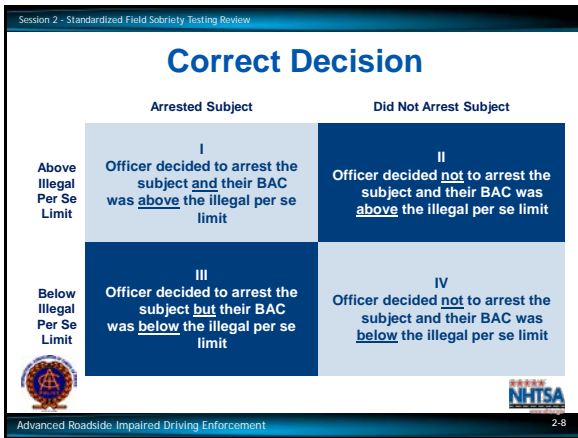 Session 2 - Standardized Field Sobriety Testing Review
Correct Decision
Arrested Subject
Did Not Arrest Subject
Above
Illegal
Per Se
Limit
I
Officer decided to arrest the
subject and their BAC
was above the illegal per se
limit
II
Officer decided not to arrest the
subject and their BAC was
above the illegal per se limit
Below
Illegal
Per Se
Limit
III
Officer decided to arrest the
subject but their BAC
was below the illegal per se
limit
IV
Officer decided not to arrest the
subject and their BAC was
below the illegal per se limit
NHTSA
www.nhtsa.gov
Advanced Roadside Impaired Driving Enforcement
2-8